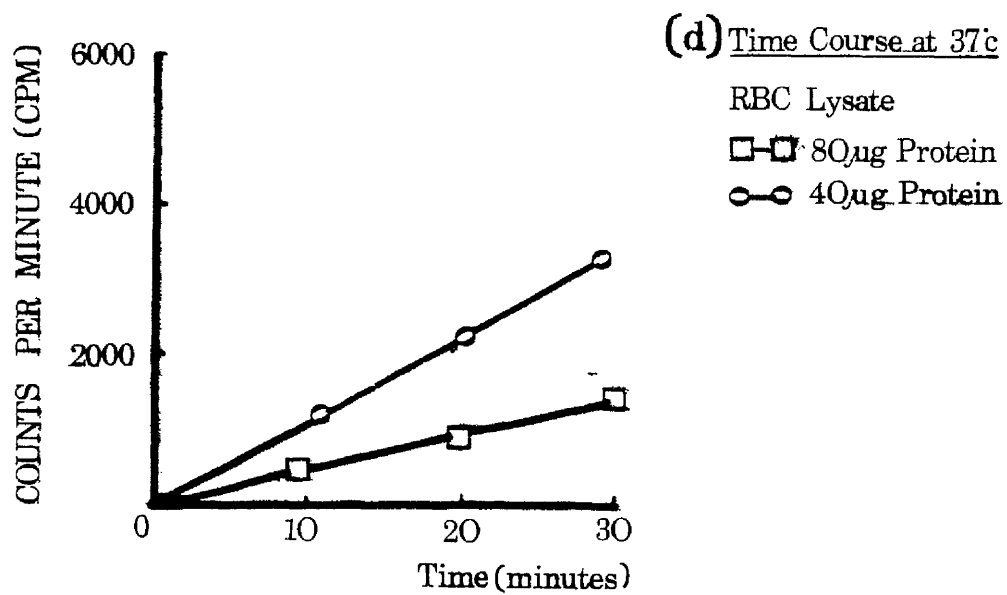 (d) Time Course at 37°c
RBC Lysate
80µg Protein
40µg Protein
COUNTS PER MINUTE (CPM)
6000
4000
2000
0 10 20 30
Time (minutes)